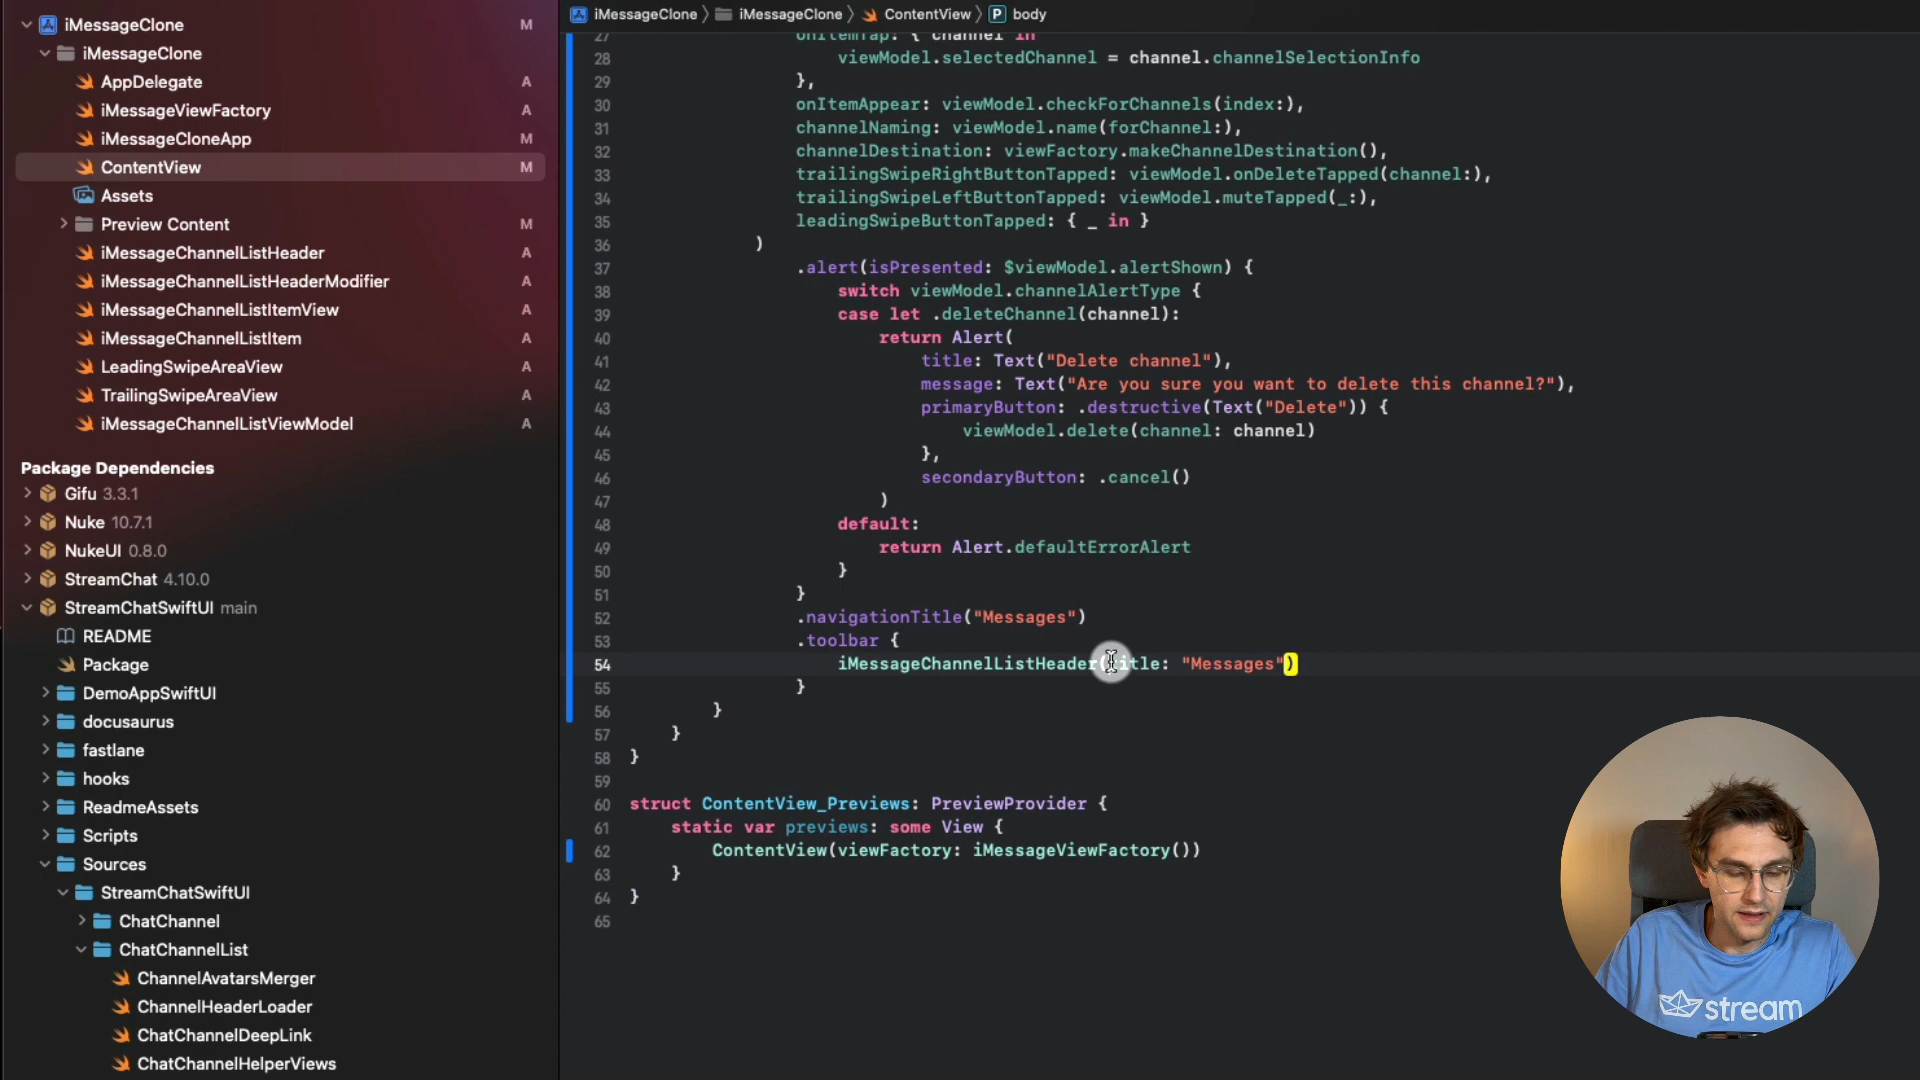 iMessageClone M
iMessageClone
AppDelegate A
iMessageViewFactory A
iMessageCloneApp M
ContentView M
Assets
Preview Content M
iMessageChannelListHeader A
iMessageChannelListHeaderModifier A
iMessageChannelListItemView A
iMessageChannelListItem A
LeadingSwipeAreaView A
TrailingSwipeAreaView A
iMessageChannelListViewModel A
Package Dependencies
Gifu 3.3.1
Nuke 10.7.1
NukeUI 0.8.0
StreamChat 4.10.0
StreamChatSwiftUI main
README
Package
DemoAppSwiftUI
docusaurus
fastlane
hooks
ReadmeAssets
Scripts
Sources
StreamChatSwiftUI
ChatChannel
ChatChannelList
ChannelAvatarsMerger
ChannelHeaderLoader
ChatChannelDeepLink
ChatChannelHelperViews
iMessageClone iMessageClone ContentView P body
27 onItemTap: { channel in
28 viewModel.selectedChannel = channel.channelSelectionInfo
29 },
30 onItemAppear: viewModel.checkForChannels(index:),
31 channelNaming: viewModel.name(forChannel:),
32 channelDestination: viewFactory.makeChannelDestination(),
33 trailingSwipeRightButtonTapped: viewModel.onDeleteTapped(channel:),
34 trailingSwipeLeftButtonTapped: viewModel.muteTapped(_:),
35 leadingSwipeButtonTapped: { _ in }
36 )
37 .alert(isPresented: $viewModel.alertShown) {
38 switch viewModel.channelAlertType {
39 case let .deleteChannel(channel):
40 return Alert(
41 title: Text("Delete channel"),
42 message: Text("Are you sure you want to delete this channel?"),
43 primaryButton: .destructive(Text("Delete")) {
44 viewModel.delete(channel: channel)
45 },
46 secondaryButton: .cancel()
47 )
48 default:
49 return Alert.defaultErrorAlert
50 }
51 }
52 .navigationTitle("Messages")
53 .toolbar {
54 iMessageChannelListHeader(title: "Messages")
55 }
56 }
57 }
58 }
59
60 struct ContentView_Previews: PreviewProvider {
61 static var previews: some View {
62 ContentView(viewFactory: iMessageViewFactory())
63 }
64 }
65
stream